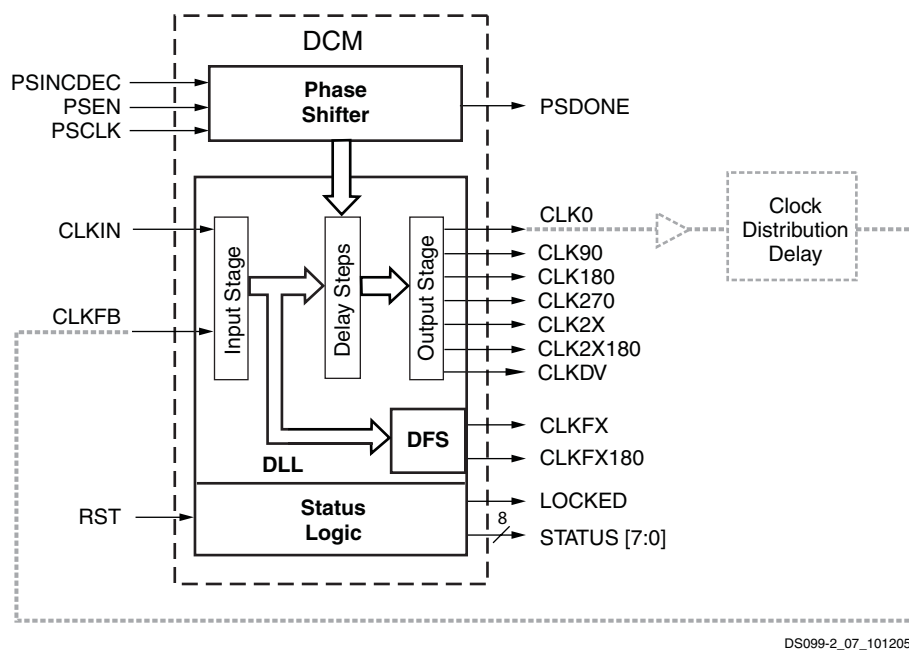 DCM
PSINCDEC
PSEN
PSCLK
Phase
Shifter
PSDONE
CLKIN
CLKFB
Input Stage
Delay Steps
Output Stage
CLK0
CLK90
CLK180
CLK270
CLK2X
CLK2X180
CLKDV
Clock
Distribution
Delay
DFS
CLKFX
CLKFX180
DLL
RST
Status
Logic
LOCKED
8
STATUS [7:0]
DS099-2_07_101205